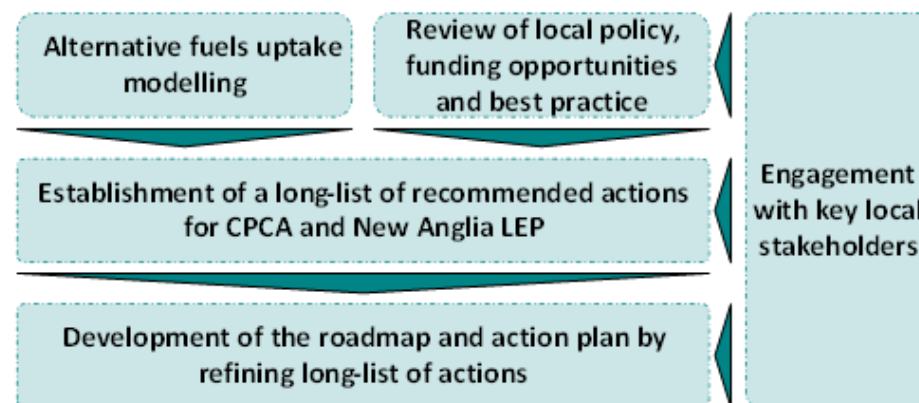 Alternative fuels uptake
modelling
Review of local policy,
funding opportunities
and best practice
Establishment of a long-list of recommended actions
for CPCA and New Anglia LEP
Development of the roadmap and action plan by
refining long-list of actions
Engagement
with key local
stakeholders